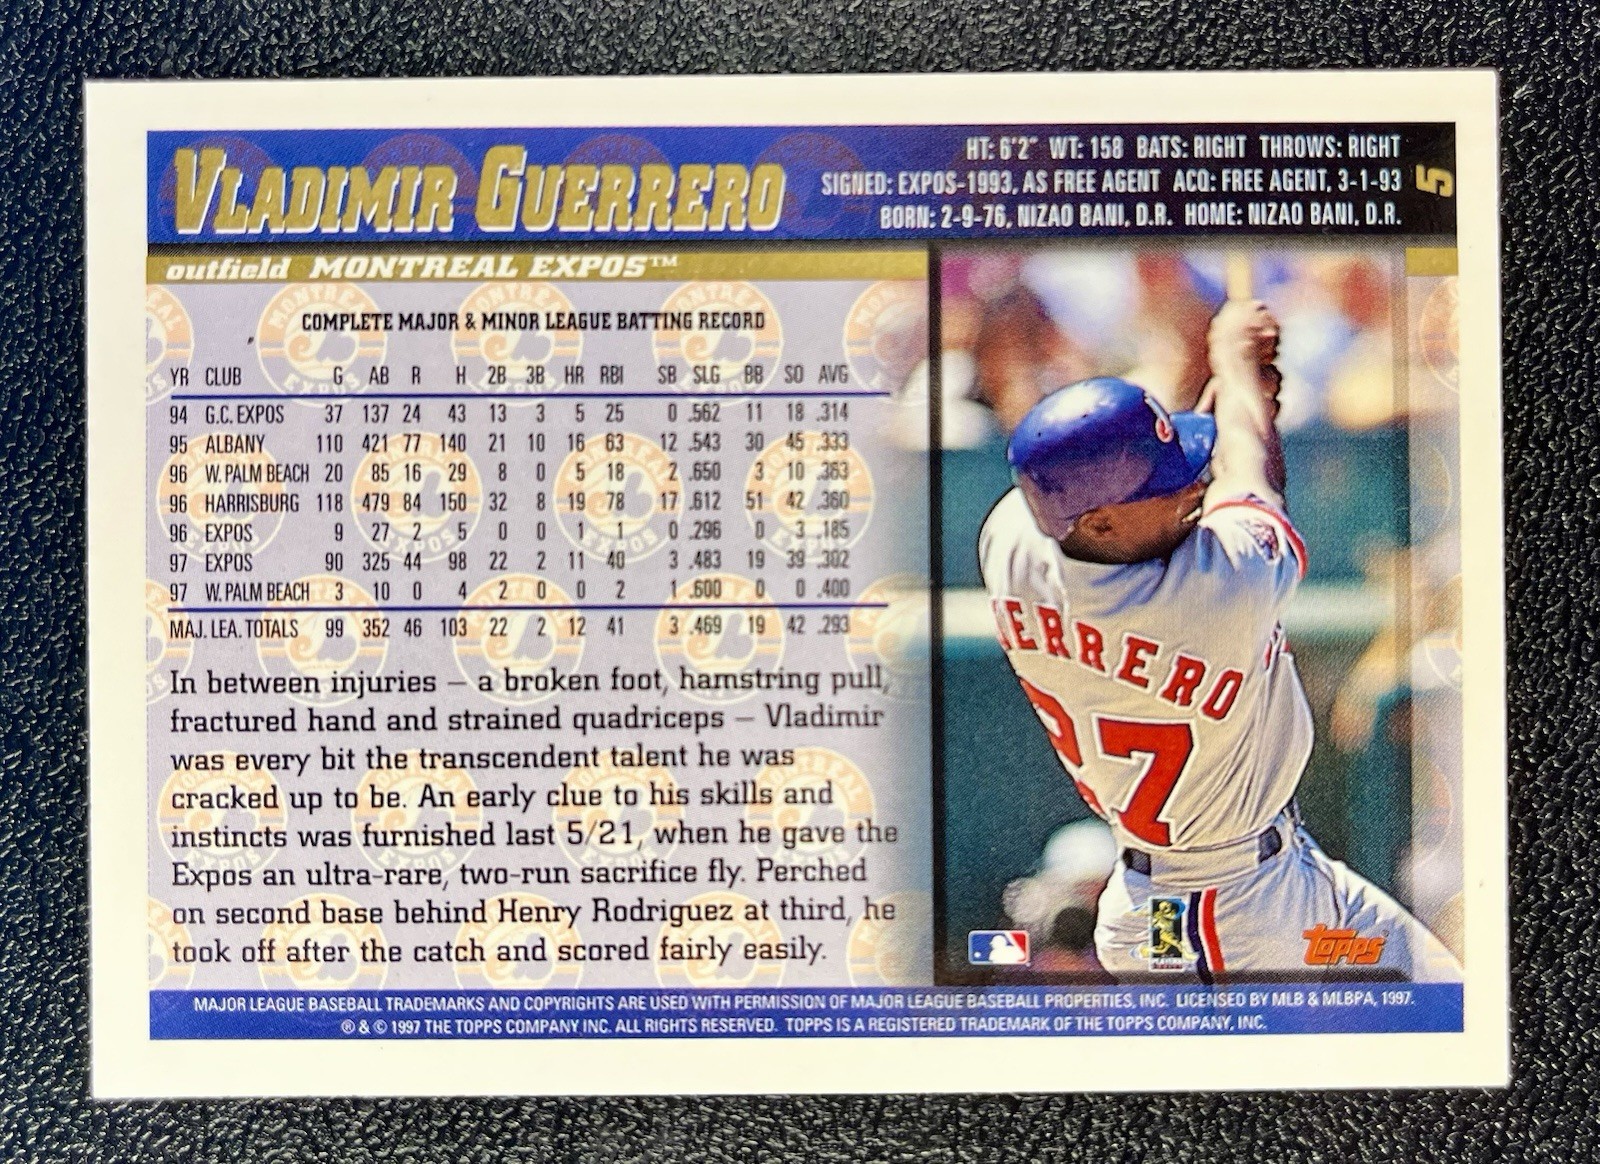 VLADIMIR GUERRERO
HT: 6'2" WT: 158 BATS: RIGHT THROWS: RIGHT
SIGNED: EXPOS-1993, AS FREE AGENT ACQ: FREE AGENT, 3-1-93
BORN: 2-9-76, NIZAO BANI, D.R. HOME: NIZAO BANI, D.R.
5
outfield MONTREAL EXPOS™
COMPLETE MAJOR & MINOR LEAGUE BATTING RECORD
YR CLUB G AB R H 2B 3B HR RBI SB SLG BB SO AVG
94 G.C. EXPOS 37 137 24 43 13 3 5 25 0 .562 11 18 .314
95 ALBANY 110 421 77 140 21 10 16 63 12 .543 30 45 .333
96 W. PALM BEACH 20 85 16 29 8 0 5 18 2 .650 3 10 .363
96 HARRISBURG 118 479 84 150 32 8 19 78 17 .612 51 42 .360
96 EXPOS 9 27 2 5 0 0 1 1 0 .296 0 3 .185
97 EXPOS 90 325 44 98 22 2 11 40 3 .483 19 39 .302
97 W. PALM BEACH 3 10 0 4 2 0 0 2 1 .600 0 0 .400
MAJ. LEA. TOTALS 99 352 46 103 22 2 12 41 3 .469 19 42 .293
In between injuries – a broken foot, hamstring pull,
fractured hand and strained quadriceps – Vladimir
was every bit the transcendent talent he was
cracked up to be. An early clue to his skills and
instincts was furnished last 5/21, when he gave the
Expos an ultra-rare, two-run sacrifice fly. Perched
on second base behind Henry Rodriguez at third, he
took off after the catch and scored fairly easily.
UERRERO
27
topps
MAJOR LEAGUE BASEBALL TRADEMARKS AND COPYRIGHTS ARE USED WITH PERMISSION OF MAJOR LEAGUE BASEBALL PROPERTIES, INC. LICENSED BY MLB & MLBPA, 1997.
® & © 1997 THE TOPPS COMPANY, INC. ALL RIGHTS RESERVED. TOPPS IS A REGISTERED TRADEMARK OF THE TOPPS COMPANY, INC.